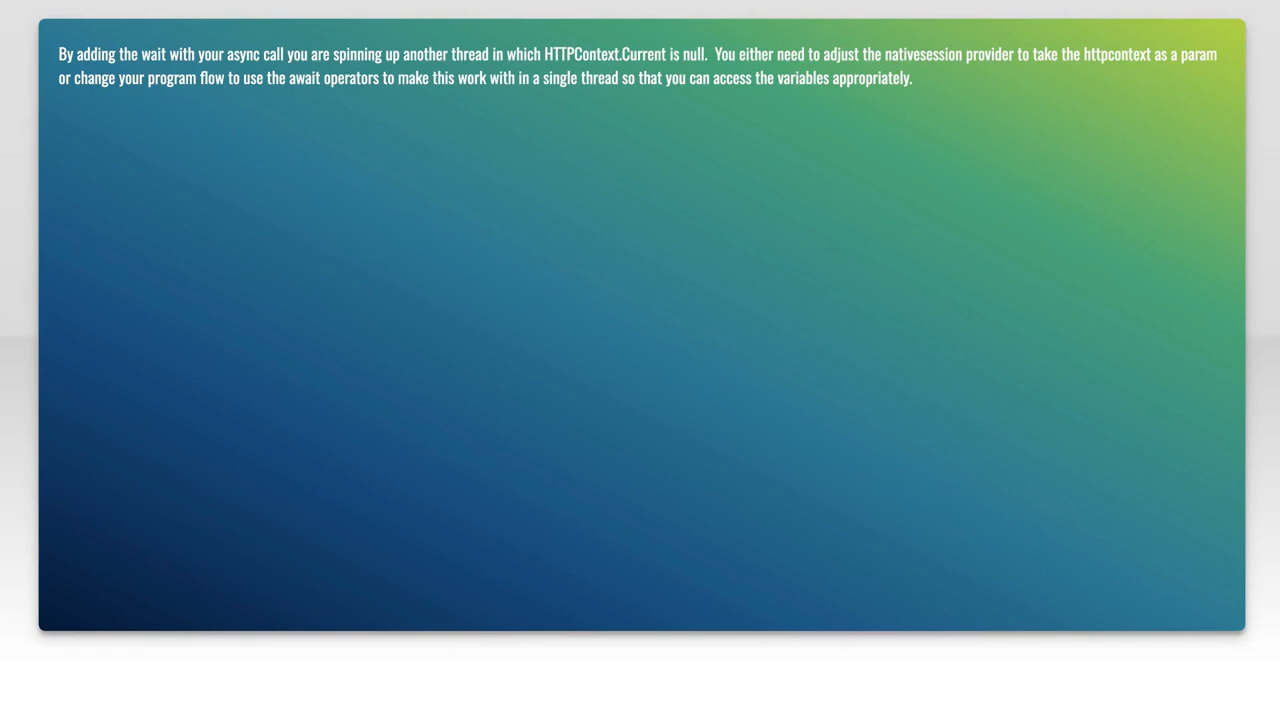 By adding the wait with your async call you are spinning up another thread in which HTTPContext.Current is null.  You either need to adjust the nativesession provider to take the httpcontext as a param
or change your program flow to use the await operators to make this work with in a single thread so that you can access the variables appropriately.